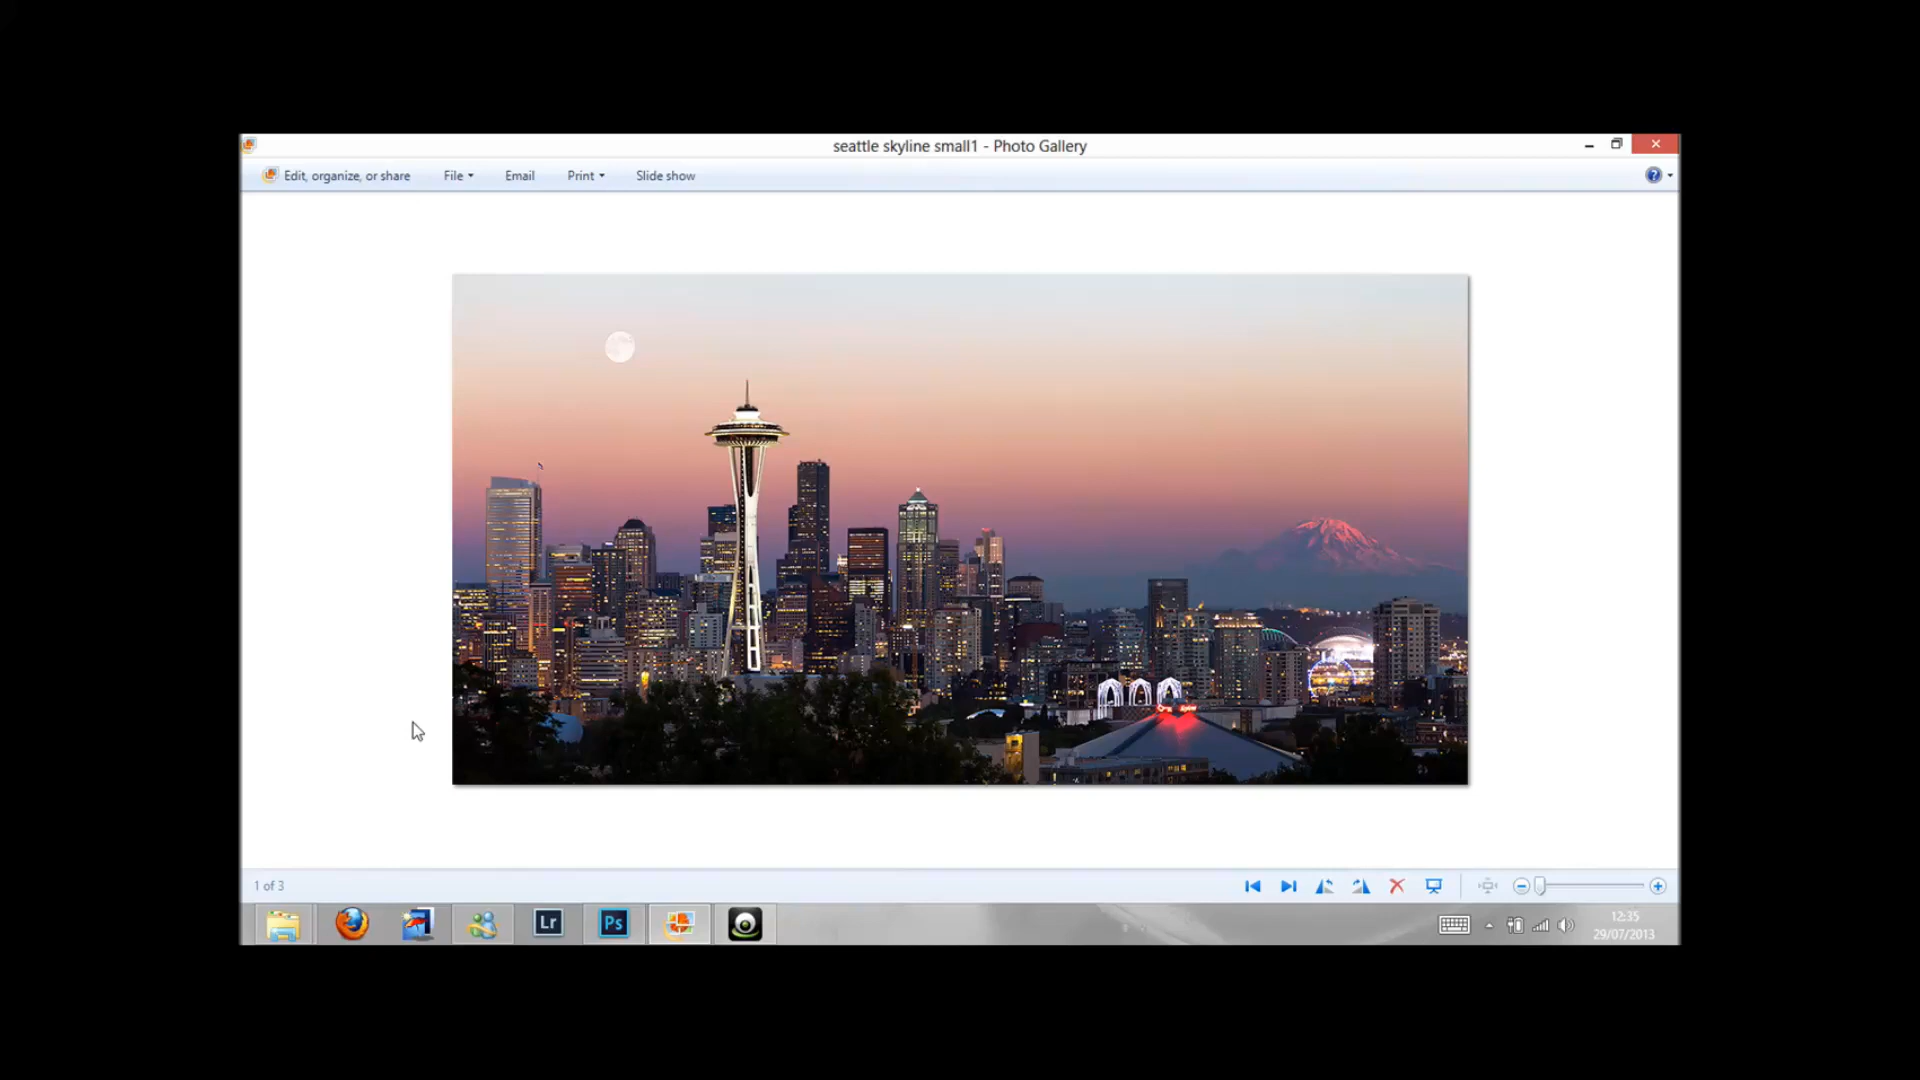 seattle skyline small1 - Photo Gallery
Edit, organize, or share File Email Print Slide show
1 of 3
Lr Ps
12:35
29/07/2013